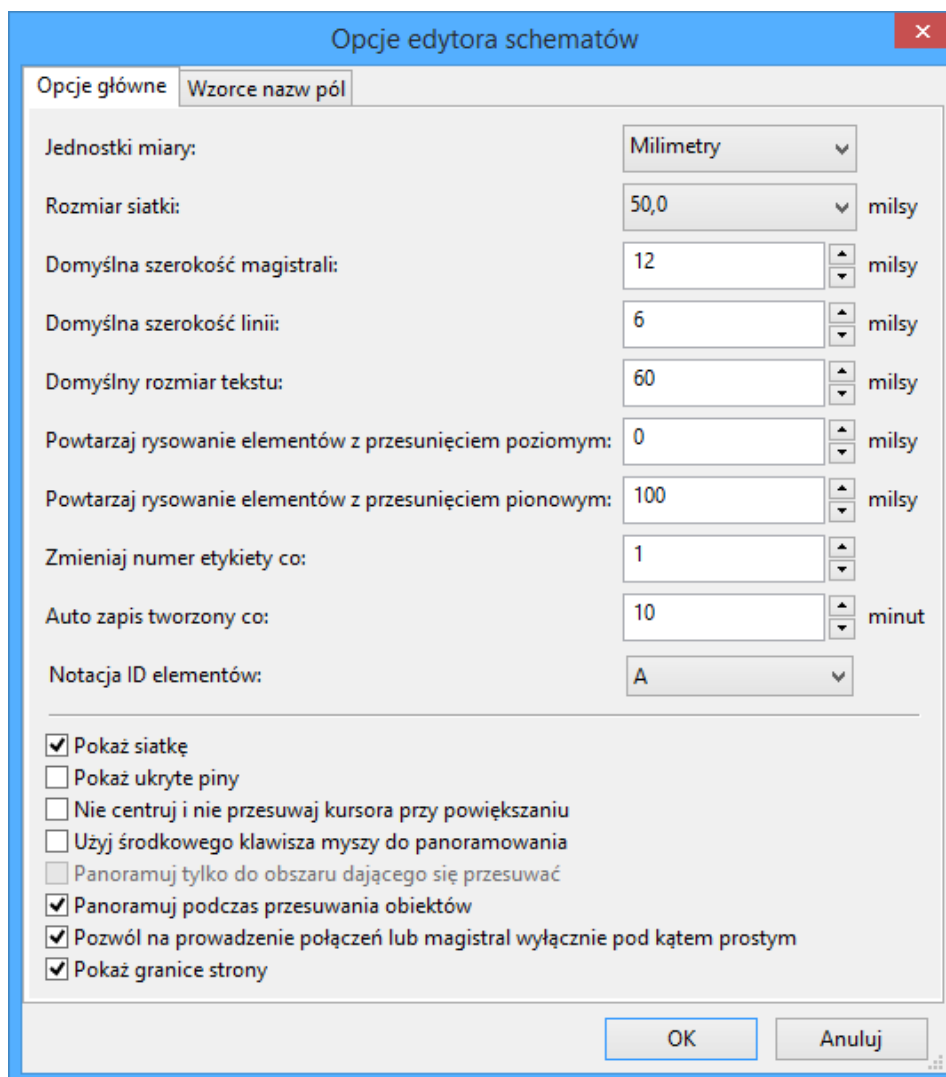 Opcje edytora schematów
Opcje główne Wzorce nazw pól
Jednostki miary: Milimetry
Rozmiar siatki: 50,0 milsy
Domyślna szerokość magistrali: 12 milsy
Domyślna szerokość linii: 6 milsy
Domyślny rozmiar tekstu: 60 milsy
Powtarzaj rysowanie elementów z przesunięciem poziomym: 0 milsy
Powtarzaj rysowanie elementów z przesunięciem pionowym: 100 milsy
Zmieniaj numer etykiety co: 1
Auto zapis tworzony co: 10 minut
Notacja ID elementów: A
Pokaż siatkę
Pokaż ukryte piny
Nie centruj i nie przesuwaj kursora przy powiększaniu
Użyj środkowego klawisza myszy do panoramowania
Panoramuj tylko do obszaru dającego się przesuwać
Panoramuj podczas przesuwania obiektów
Pozwól na prowadzenie połączeń lub magistral wyłącznie pod kątem prostym
Pokaż granice strony
OK Anuluj